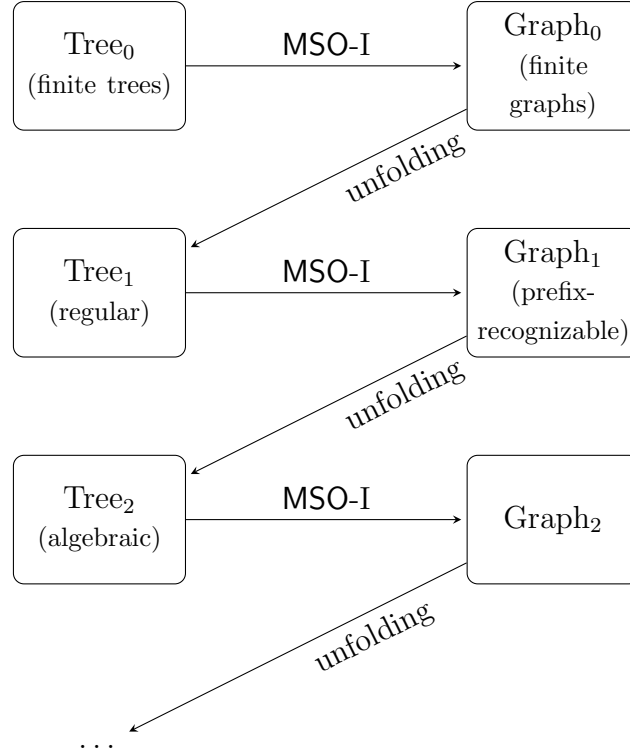 Tree₀
(finite trees)
MSO-I
Graph₀
(finite
graphs)
unfolding
Tree₁
(regular)
MSO-I
Graph₁
(prefix-
recognizable)
unfolding
Tree₂
(algebraic)
MSO-I
Graph₂
unfolding
...